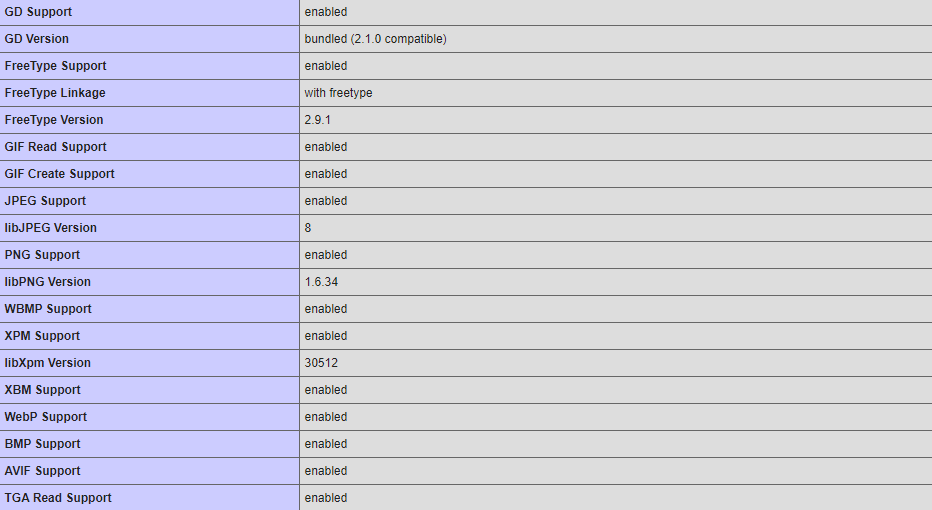 GD Support enabled
GD Version bundled (2.1.0 compatible)
FreeType Support enabled
FreeType Linkage with freetype
FreeType Version 2.9.1
GIF Read Support enabled
GIF Create Support enabled
JPEG Support enabled
libJPEG Version 8
PNG Support enabled
libPNG Version 1.6.34
WBMP Support enabled
XPM Support enabled
libXpm Version 30512
XBM Support enabled
WebP Support enabled
BMP Support enabled
AVIF Support enabled
TGA Read Support enabled